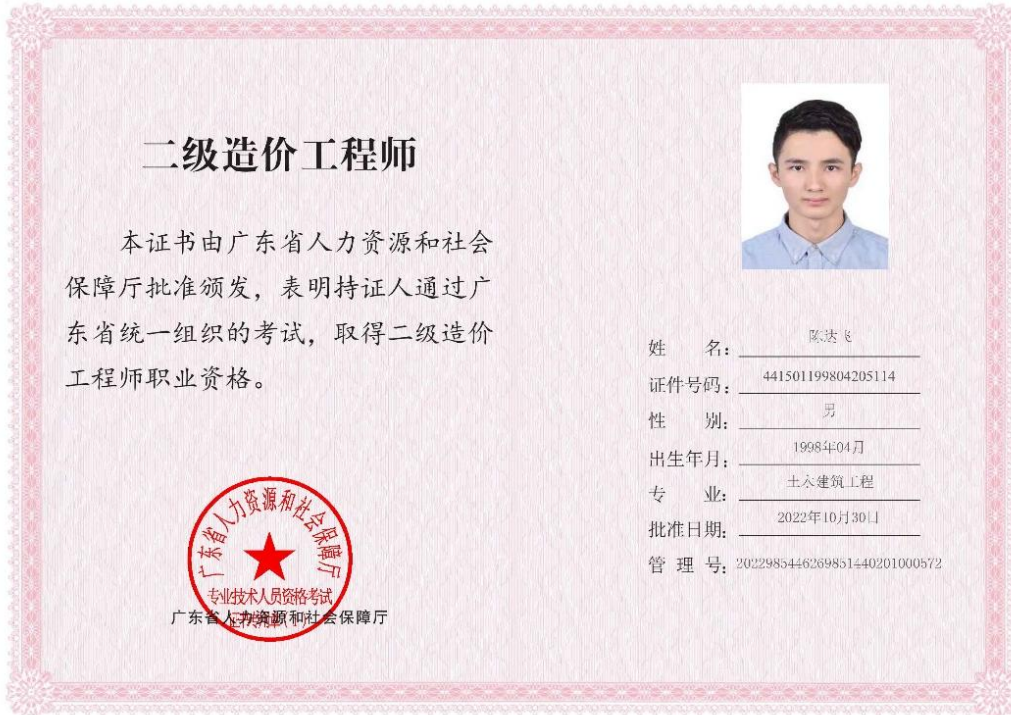 二级造价工程师
本证书由广东省人力资源和社会
保障厅批准颁发，表明持证人通过广
东省统一组织的考试，取得二级造价
工程师职业资格。
广东省人力资源和社会保障厅
专业技术人员资格考试
广东省人力资源和社会保障厅
姓名：陈达飞
证件号码：441501199804205114
性别：男
出生年月：1998年04月
专业：土木建筑工程
批准日期：2022年10月30日
管理号：2022985446269851440201000572